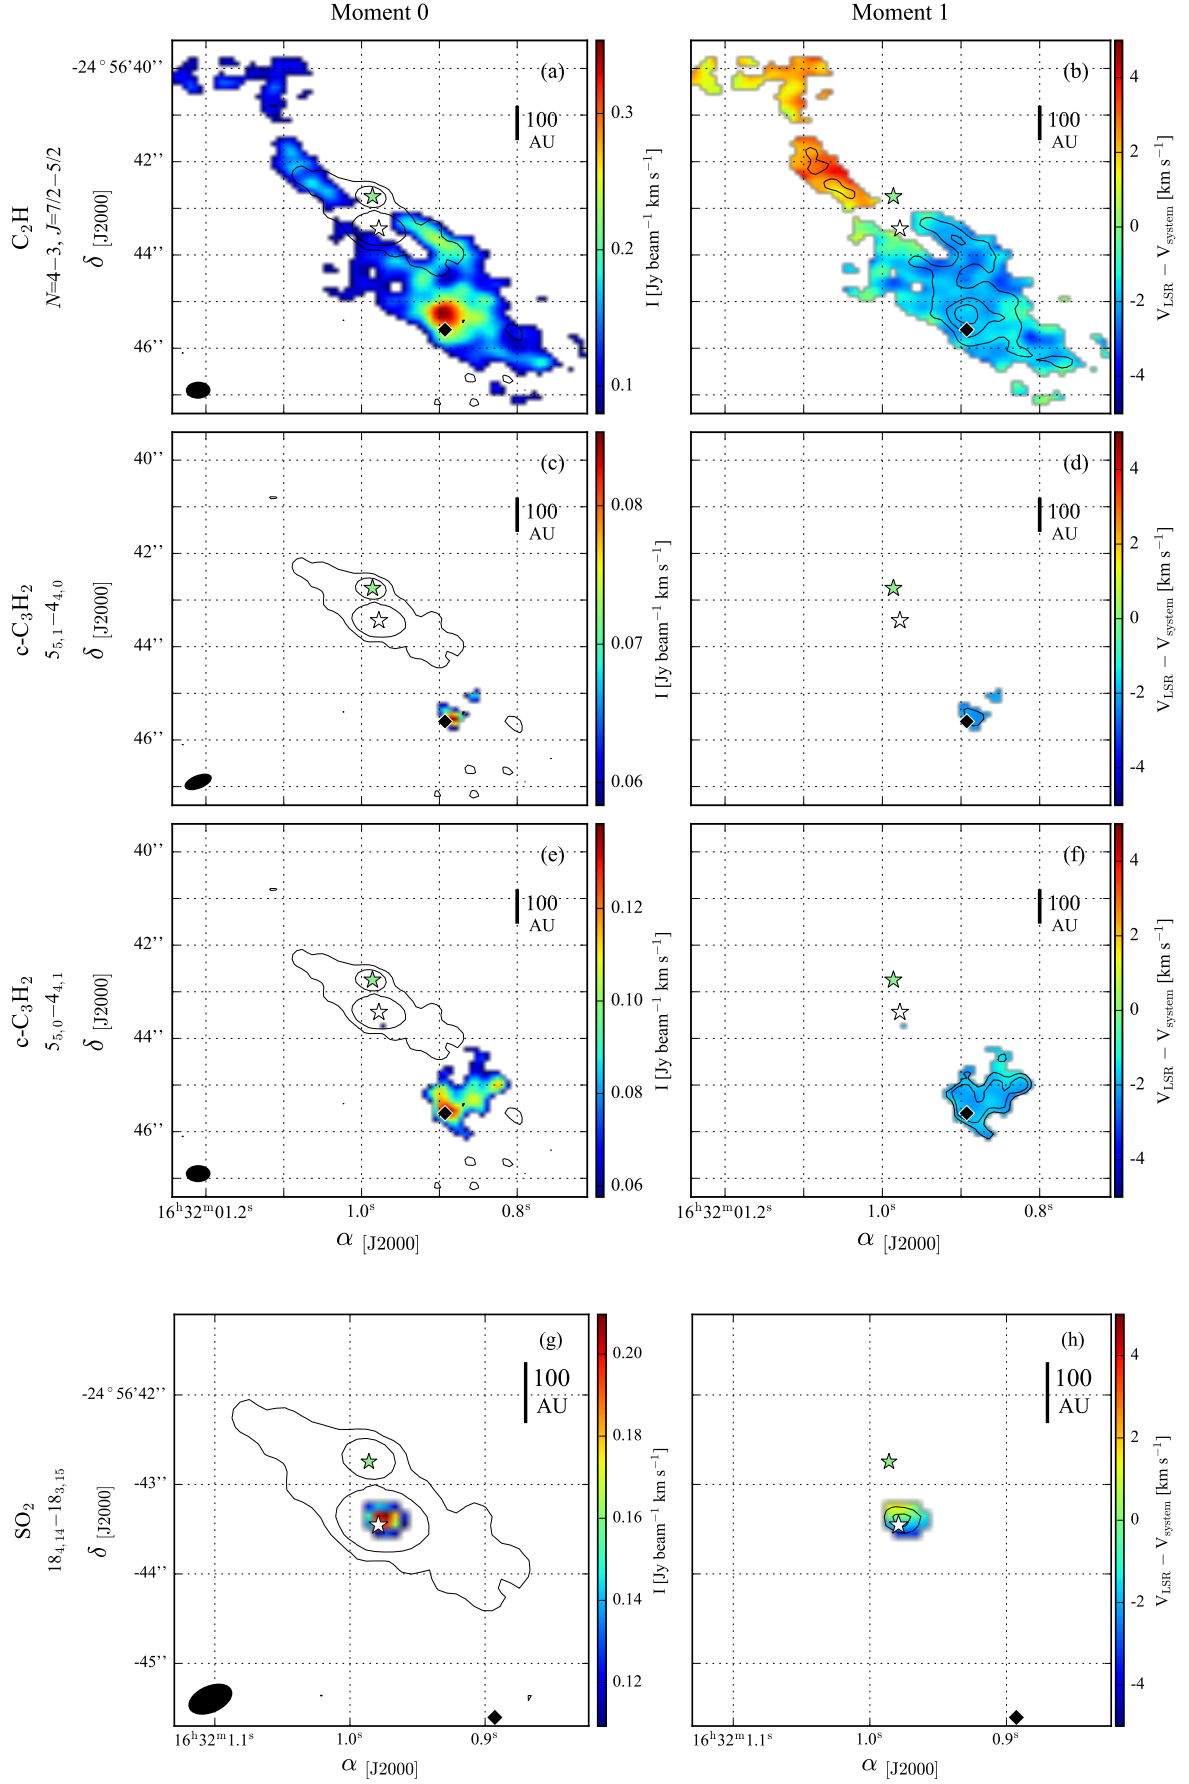 Moment 0 Moment 1
C₂H
N=4−3, J=7/2−5/2
δ [J2000]
-24°56'40''
42''
44''
46''
(a)
100
AU
0.3
0.2
0.1
I [Jy beam⁻¹ km s⁻¹]
(b)
100
AU
4
2
0
-2
-4
V_LSR − V_system [km s⁻¹]
c-C₃H₂
5₅,₁−4₄,₀
δ [J2000]
40''
42''
44''
46''
(c)
100
AU
0.08
0.07
0.06
I [Jy beam⁻¹ km s⁻¹]
(d)
100
AU
4
2
0
-2
-4
V_LSR − V_system [km s⁻¹]
c-C₃H₂
5₅,₀−4₄,₁
δ [J2000]
40''
42''
44''
46''
(e)
100
AU
0.12
0.10
0.08
0.06
I [Jy beam⁻¹ km s⁻¹]
(f)
100
AU
4
2
0
-2
-4
V_LSR − V_system [km s⁻¹]
16ʰ32ᵐ01.2ˢ 1.0ˢ 0.8ˢ
α [J2000]
16ʰ32ᵐ01.2ˢ 1.0ˢ 0.8ˢ
α [J2000]
SO₂
18₄,₁₄−18₃,₁₅
δ [J2000]
-24°56'42''
-43''
-44''
-45''
(g)
100
AU
0.20
0.18
0.16
0.14
0.12
I [Jy beam⁻¹ km s⁻¹]
(h)
100
AU
4
2
0
-2
-4
V_LSR − V_system [km s⁻¹]
16ʰ32ᵐ1.1ˢ 1.0ˢ 0.9ˢ
α [J2000]
16ʰ32ᵐ1.1ˢ 1.0ˢ 0.9ˢ
α [J2000]